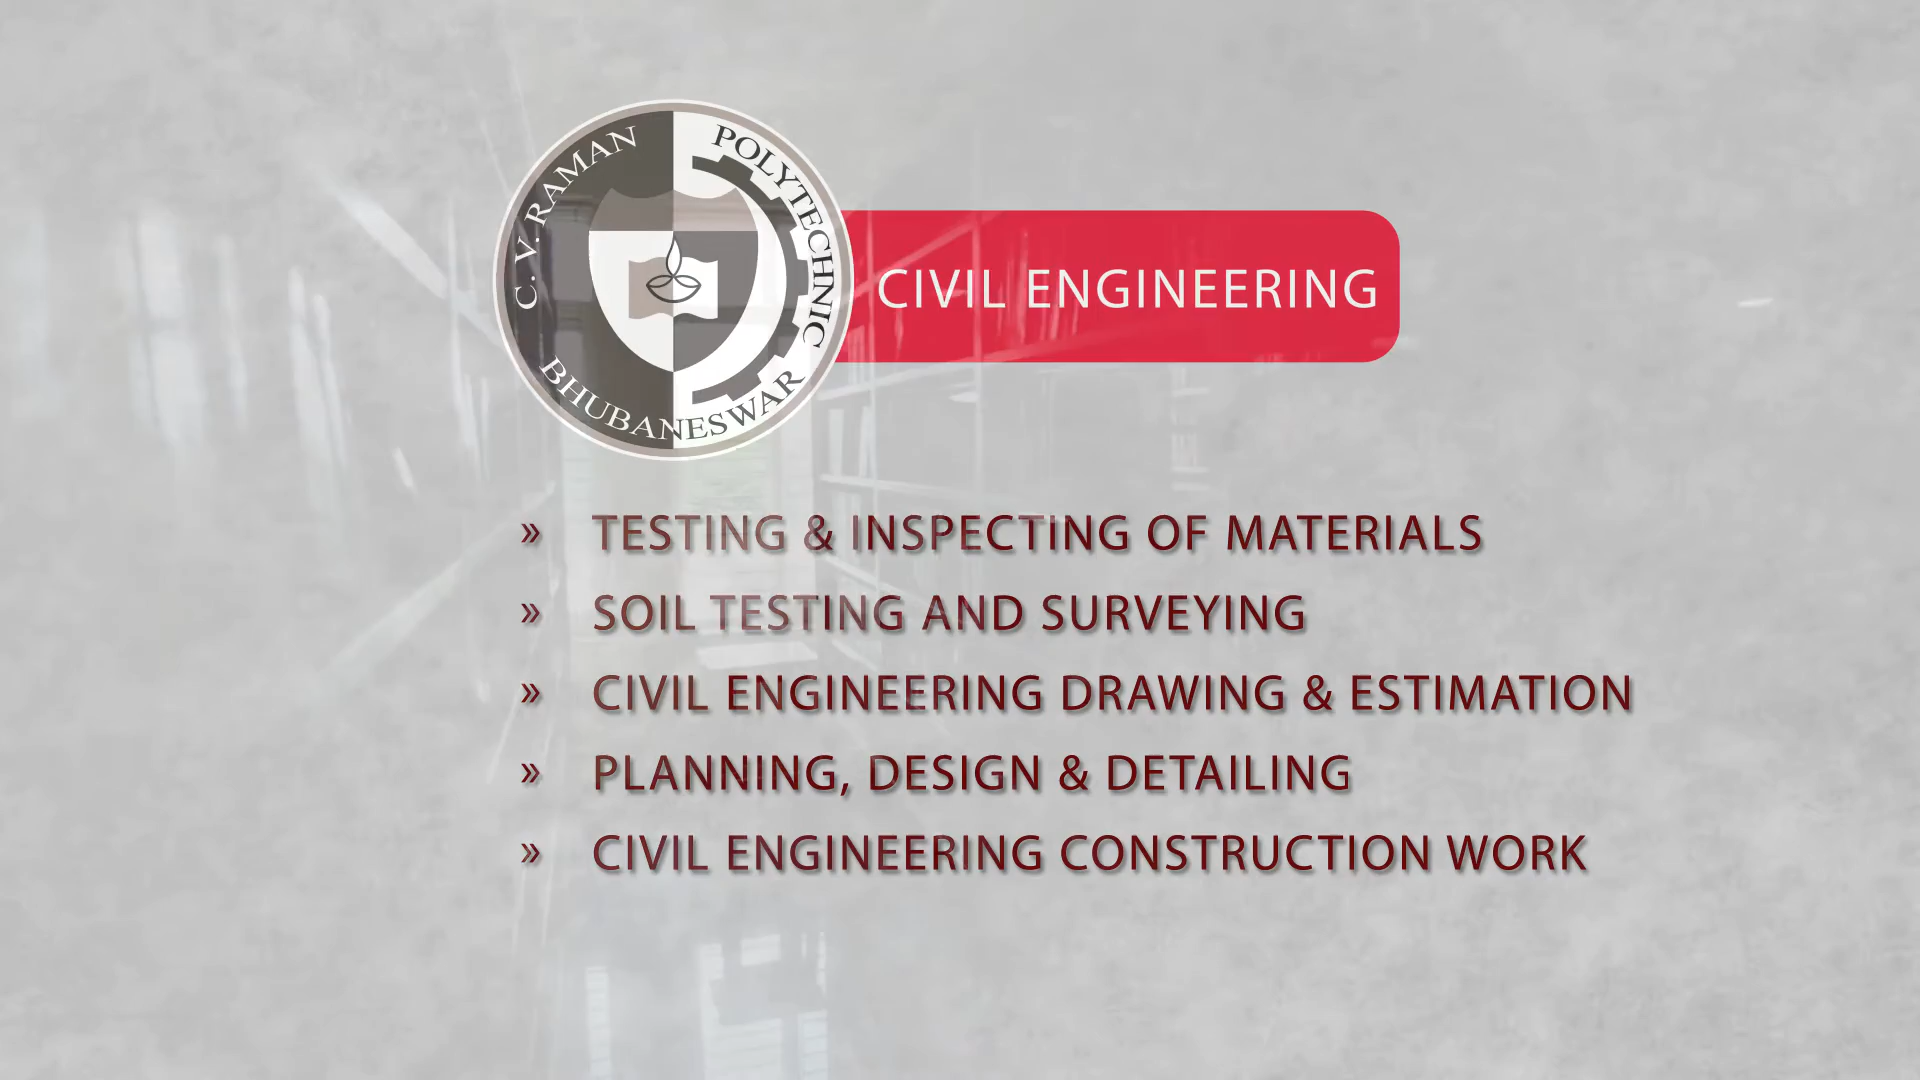 C. V. RAMAN POLYTECHNIC
BHUBANESWAR
CIVIL ENGINEERING
» TESTING & INSPECTING OF MATERIALS
» SOIL TESTING AND SURVEYING
» CIVIL ENGINEERING DRAWING & ESTIMATION
» PLANNING, DESIGN & DETAILING
» CIVIL ENGINEERING CONSTRUCTION WORK